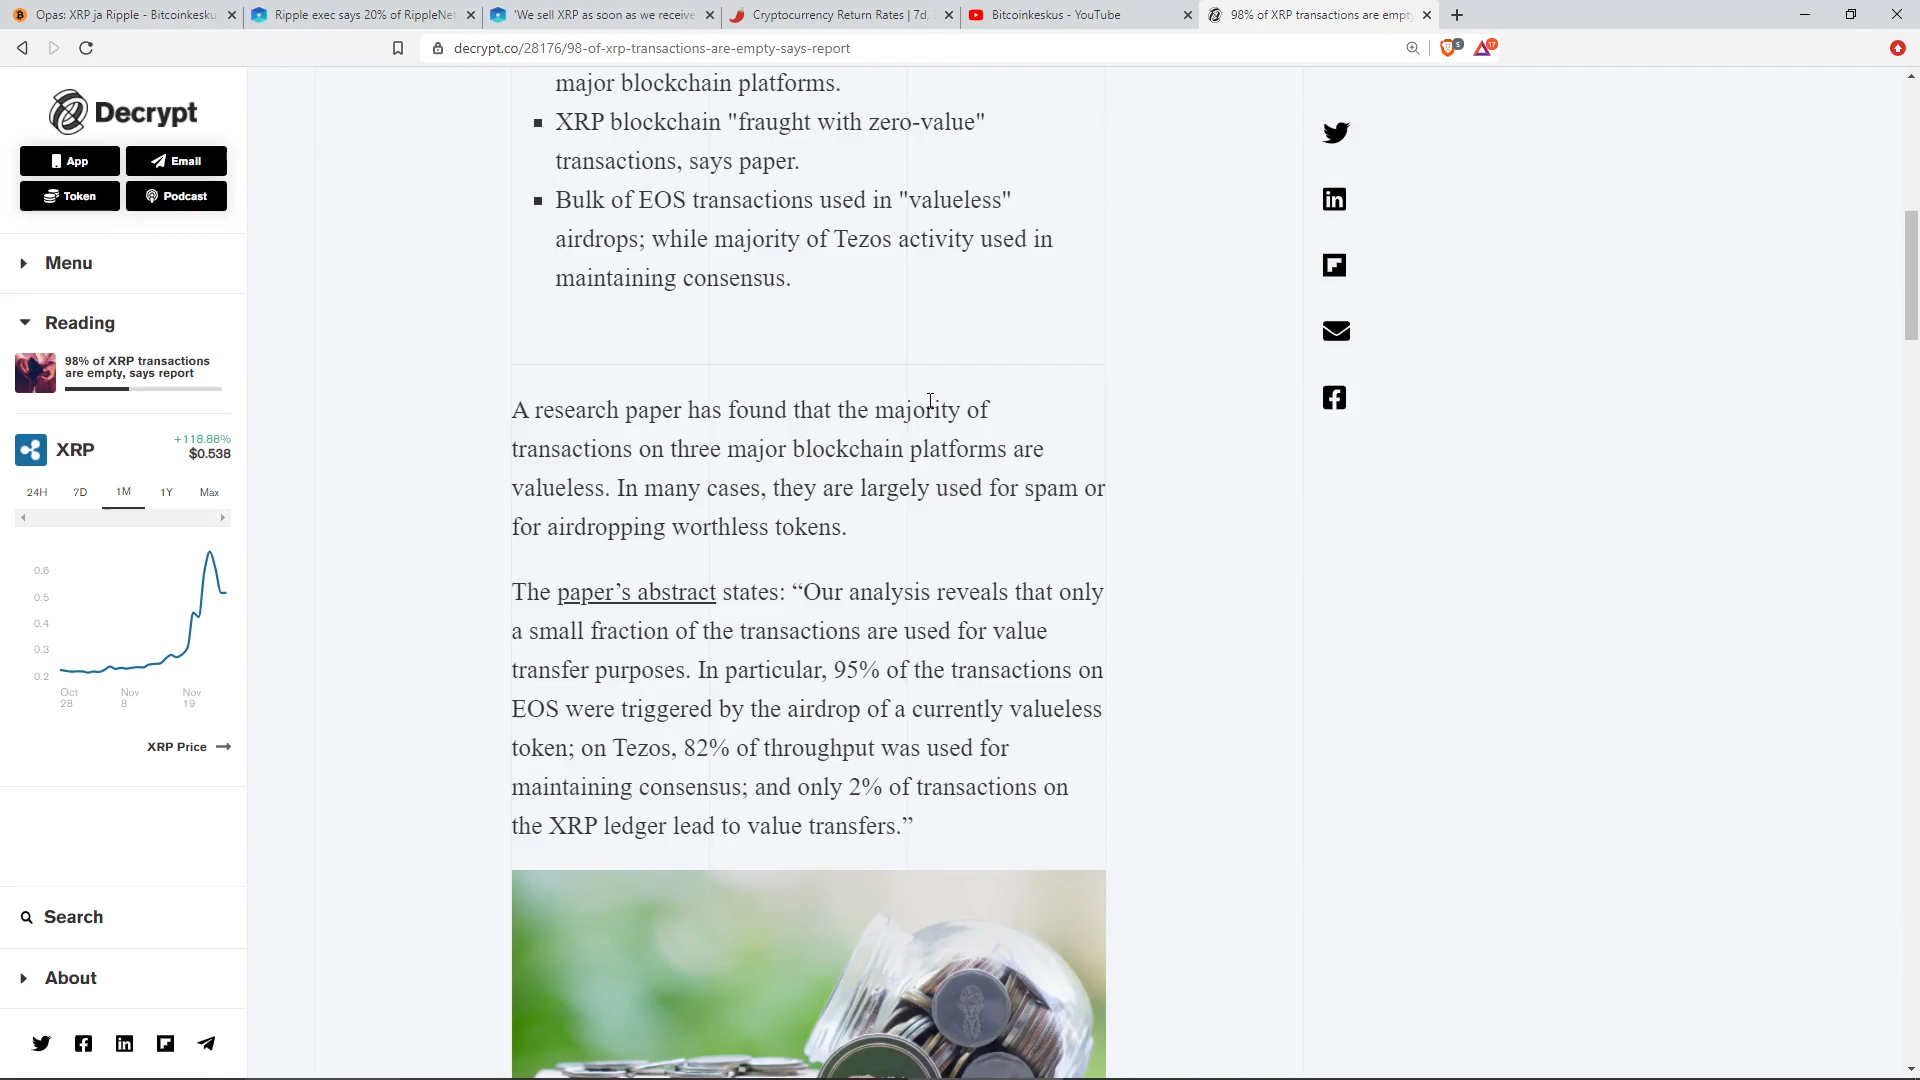 Opas: XRP ja Ripple - Bitcoinkesku
Ripple exec says 20% of RippleNet
'We sell XRP as soon as we receive
Cryptocurrency Return Rates | 7d,
Bitcoinkeskus - YouTube
98% of XRP transactions are empt
decrypt.co/28176/98-of-xrp-transactions-are-empty-says-report
5
17
Decrypt
App
Email
Token
Podcast
Menu
Reading
98% of XRP transactions
are empty, says report
XRP
+118.88%
$0.538
24H
7D
1M
1Y
Max
0.6
0.5
0.4
0.3
0.2
Oct
28
Nov
8
Nov
19
XRP Price
Search
About
major blockchain platforms.
XRP blockchain "fraught with zero-value"
transactions, says paper.
Bulk of EOS transactions used in "valueless"
airdrops; while majority of Tezos activity used in
maintaining consensus.
A research paper has found that the majority of
transactions on three major blockchain platforms are
valueless. In many cases, they are largely used for spam or
for airdropping worthless tokens.
The paper’s abstract states: “Our analysis reveals that only
a small fraction of the transactions are used for value
transfer purposes. In particular, 95% of the transactions on
EOS were triggered by the airdrop of a currently valueless
token; on Tezos, 82% of throughput was used for
maintaining consensus; and only 2% of transactions on
the XRP ledger lead to value transfers.”